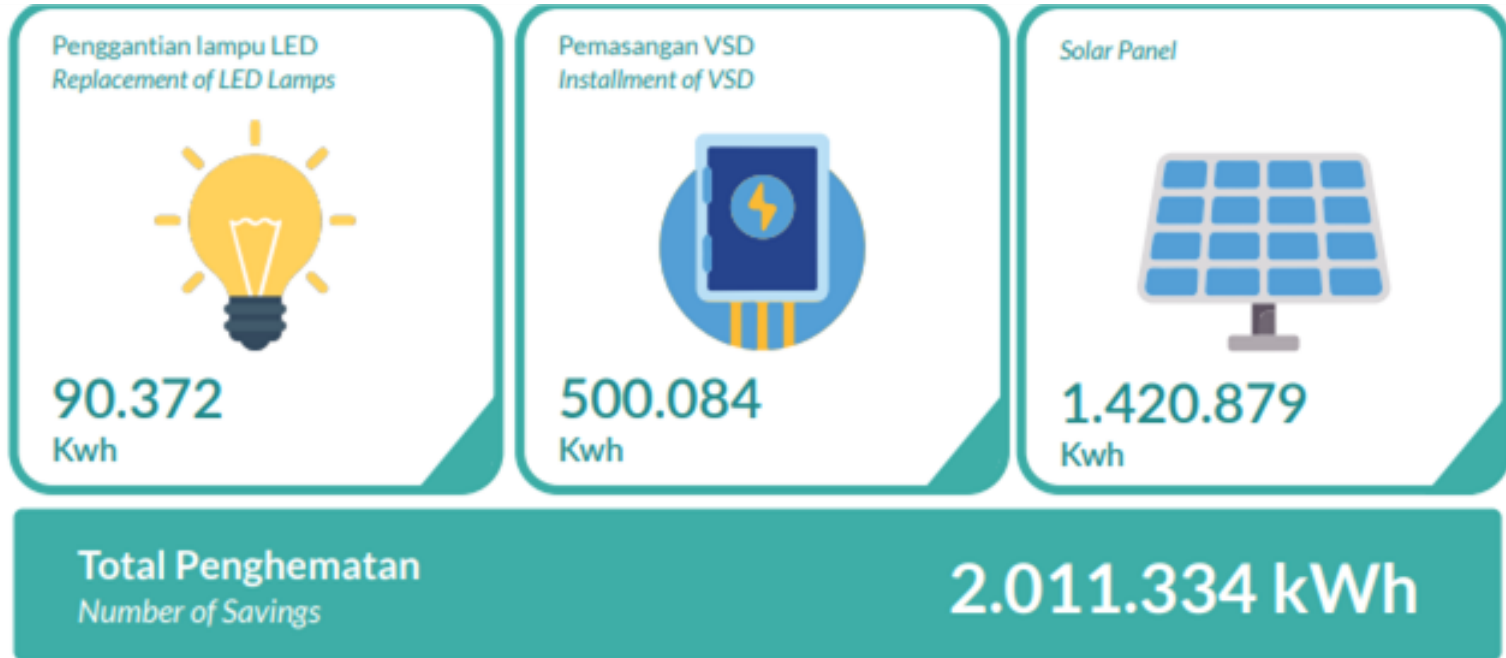 Penggantian lampu LED
Replacement of LED Lamps
90.372
Kwh
Pemasangan VSD
Installment of VSD
500.084
Kwh
Solar Panel
1.420.879
Kwh
Total Penghematan
Number of Savings
2.011.334 kWh